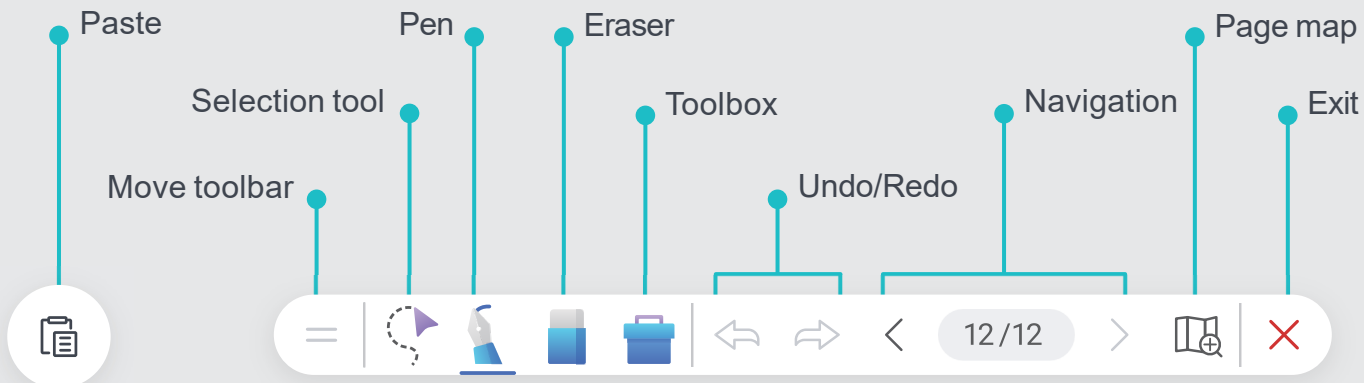 Paste
Pen
Eraser
Page map
Selection tool
Toolbox
Navigation
Exit
Move toolbar
Undo/Redo
12/12